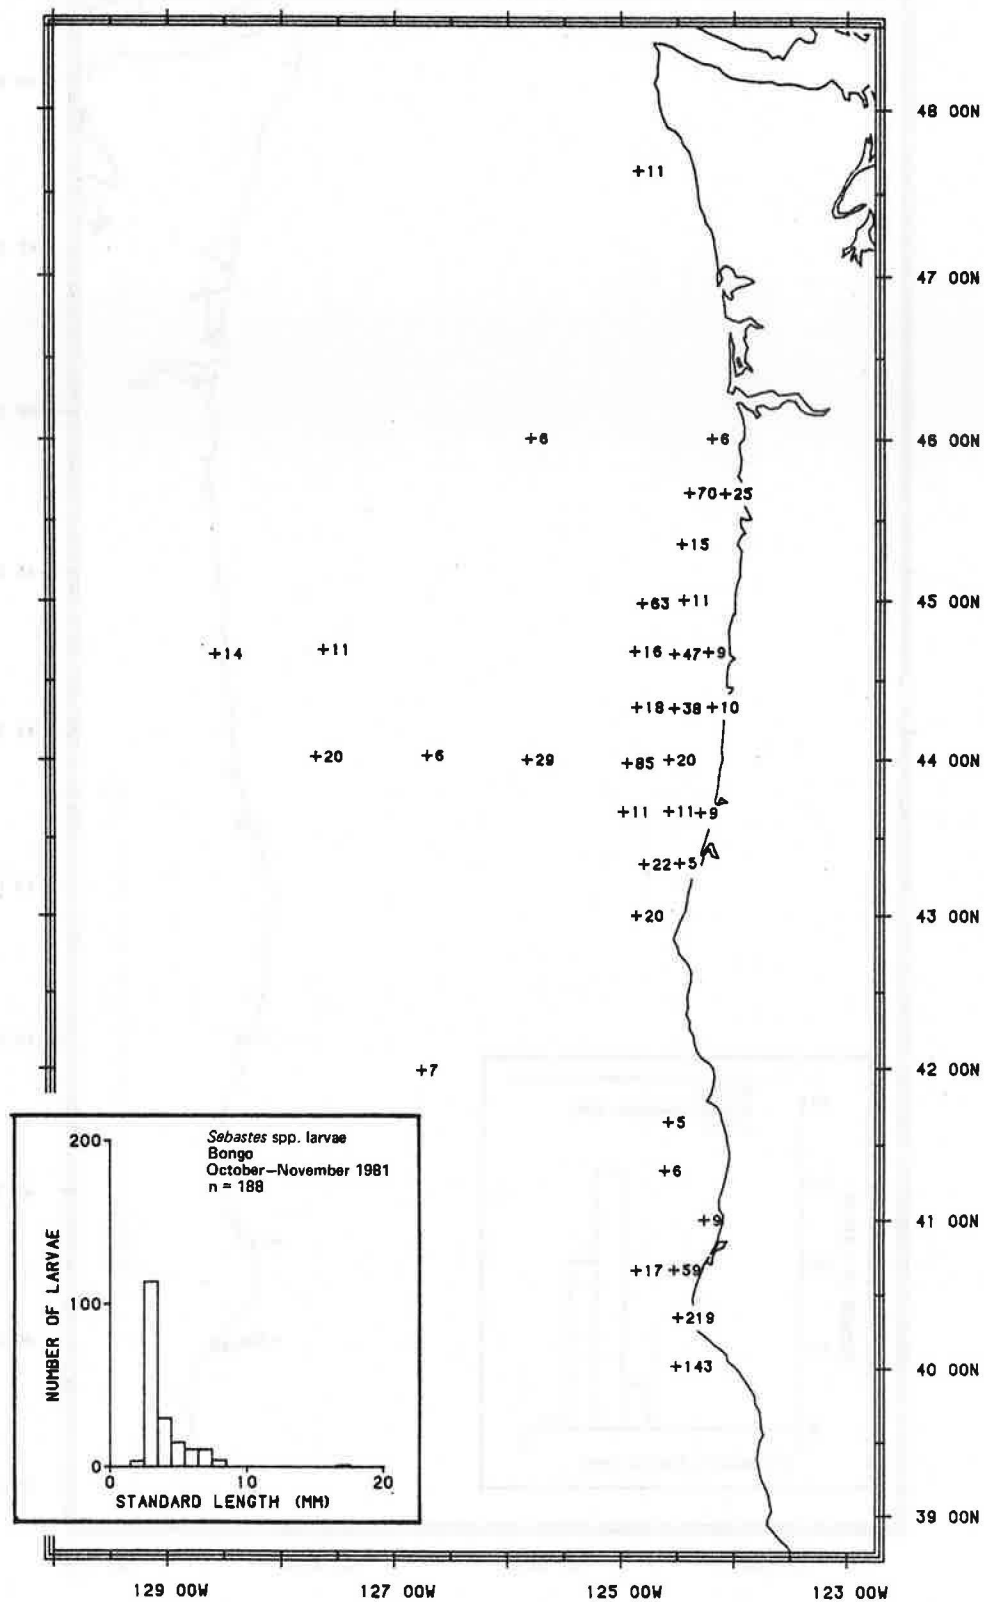 48 00N
+11
47 00N
+6 +6 46 00N
+70 +25
+15
+63 +11 45 00N
+14 +11 +16 +47 +9
+18 +38 +10
+20 +6 +29 +85 +20 44 00N
+11 +11 +9
+22 +5
+20 43 00N
+7 42 00N
+5
+6
+9 41 00N
+17 +59
+219
+143 40 00N
39 00N
Sebastes spp. larvae
Bongo
October–November 1981
n = 188
200
100
0
NUMBER OF LARVAE
0 10 20
STANDARD LENGTH (MM)
129 00W 127 00W 125 00W 123 00W